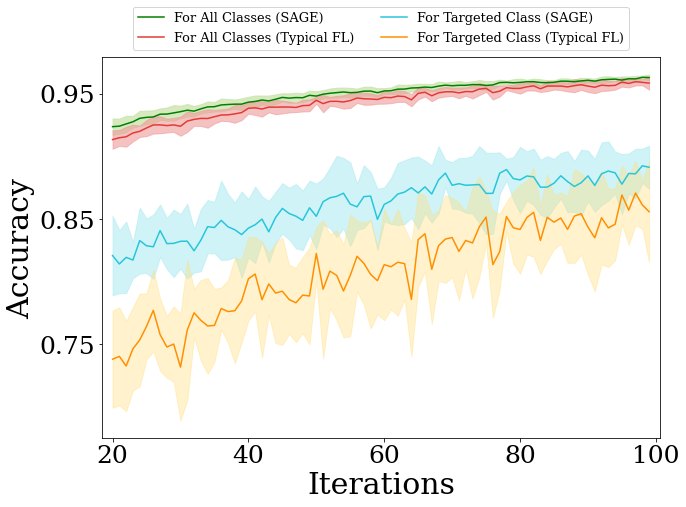 For All Classes (SAGE)
For All Classes (Typical FL)
For Targeted Class (SAGE)
For Targeted Class (Typical FL)
Accuracy
0.95
0.85
0.75
20 40 60 80 100
Iterations